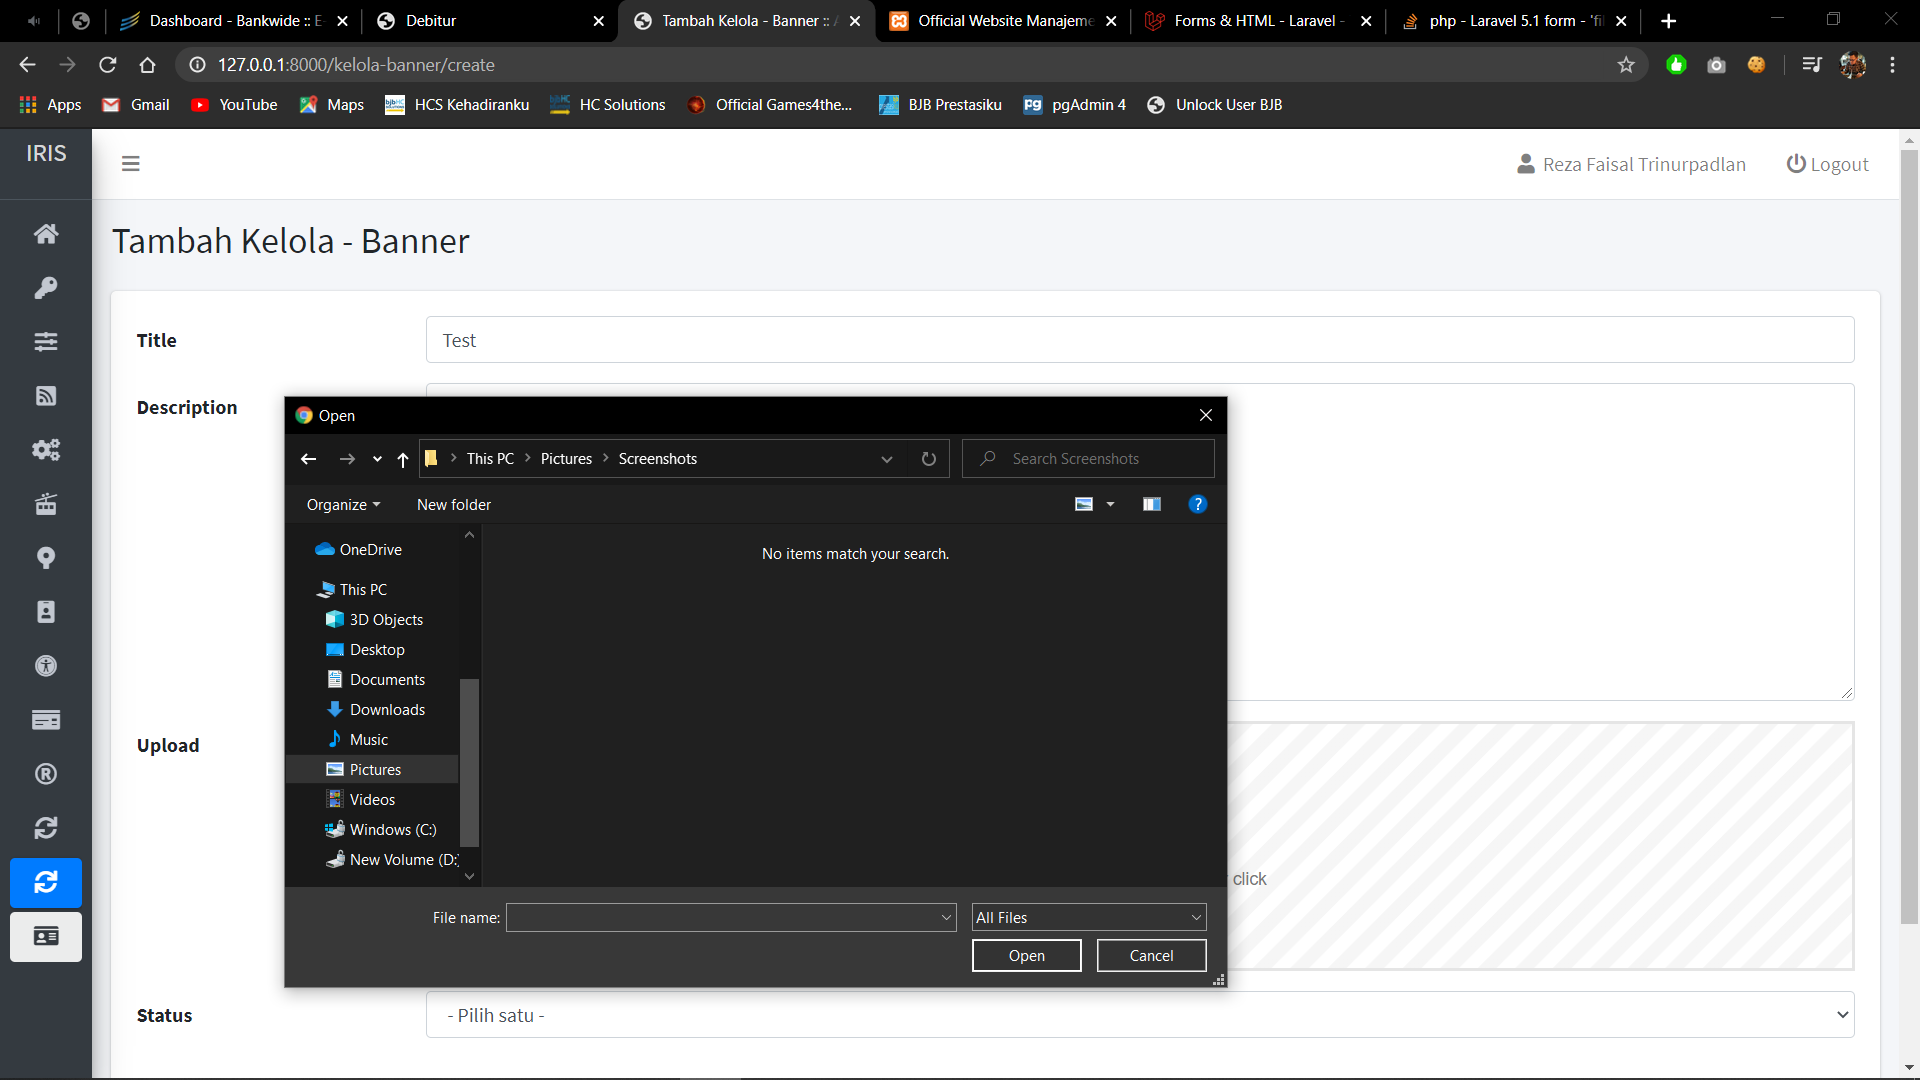 Dashboard - Bankwide :: E-
Debitur
Tambah Kelola - Banner :: A
Official Website Manajeme
Forms & HTML - Laravel -
php - Laravel 5.1 form - 'fil
127.0.0.1:8000/kelola-banner/create
Apps
Gmail
YouTube
Maps
HCS Kehadiranku
HC Solutions
Official Games4the...
BJB Prestasiku
pgAdmin 4
Unlock User BJB
IRIS
Reza Faisal Trinurpadlan
Logout
Tambah Kelola - Banner
Title
Test
Description
Open
This PC
Pictures
Screenshots
Search Screenshots
Organize
New folder
OneDrive
This PC
3D Objects
Desktop
Documents
Downloads
Music
Pictures
Videos
Windows (C:)
New Volume (D:)
No items match your search.
File name:
All Files
Open
Cancel
Upload
click
Status
- Pilih satu -